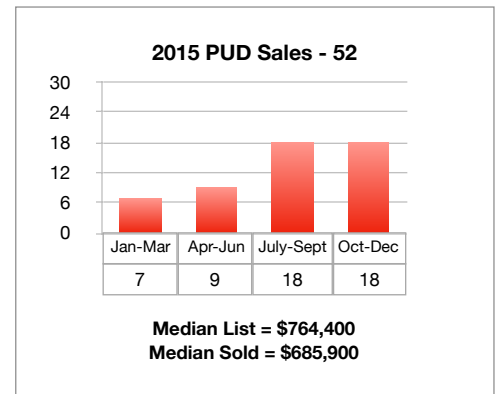 2015 PUD Sales - 52
30
24
18
12
6
0
Jan-Mar Apr-Jun July-Sept Oct-Dec
7 9 18 18
Median List = $764,400
Median Sold = $685,900